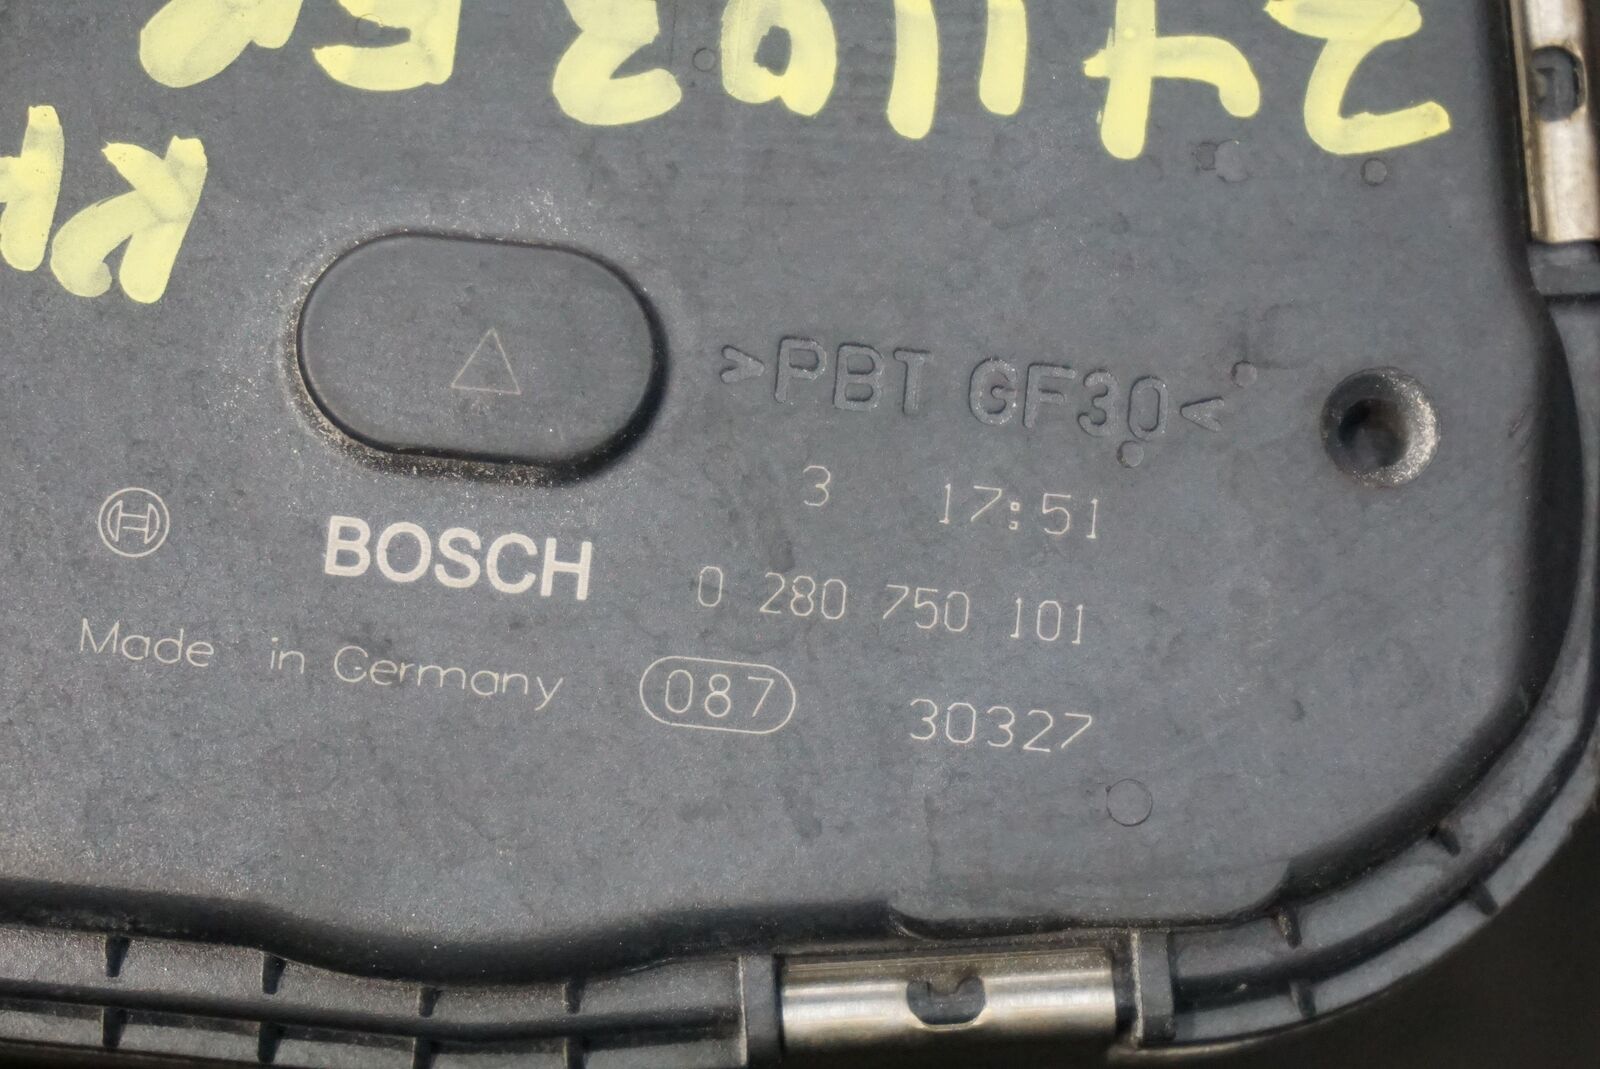 >PBT GF30<
3 17:51
BOSCH 0 280 750 101
Made in Germany 087 30327